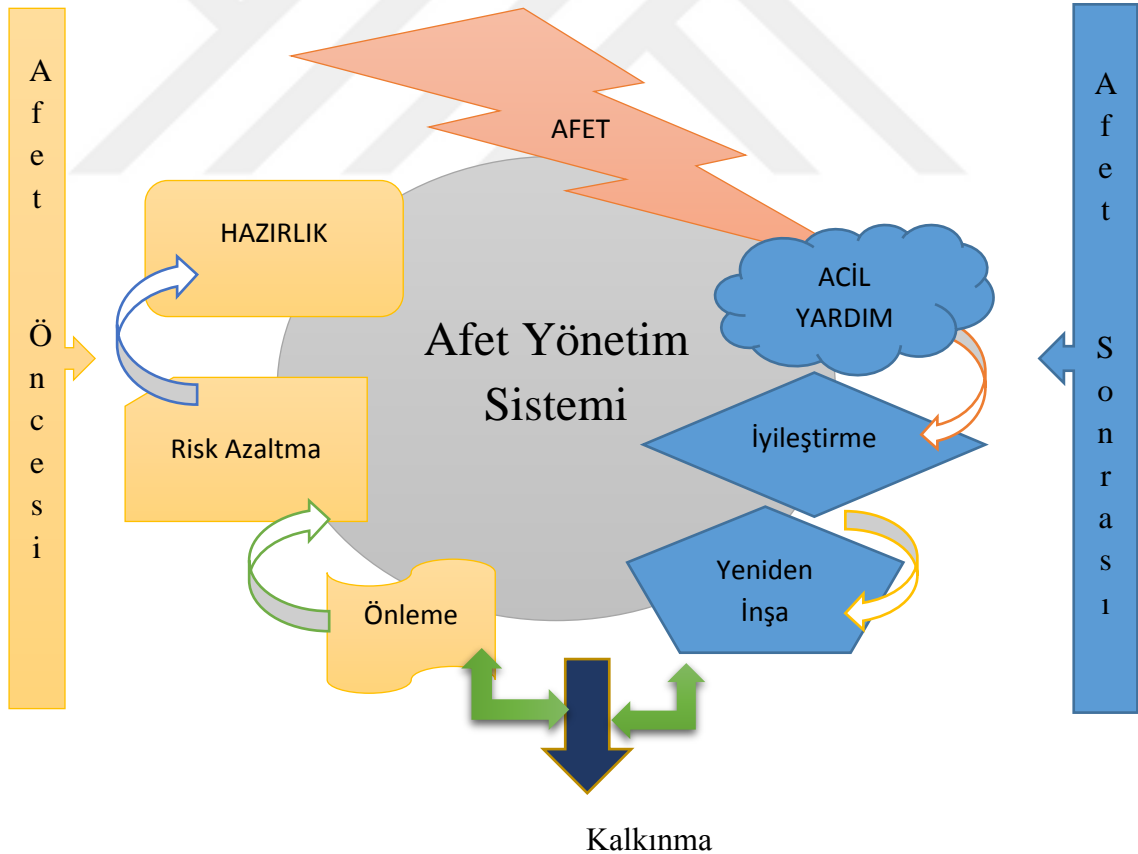 Afet Öncesi
AFET
HAZIRLIK
ACİL
YARDIM
Afet Yönetim
Sistemi
Risk Azaltma
İyileştirme
Önleme
Yeniden
İnşa
Afet Sonrası
Kalkınma